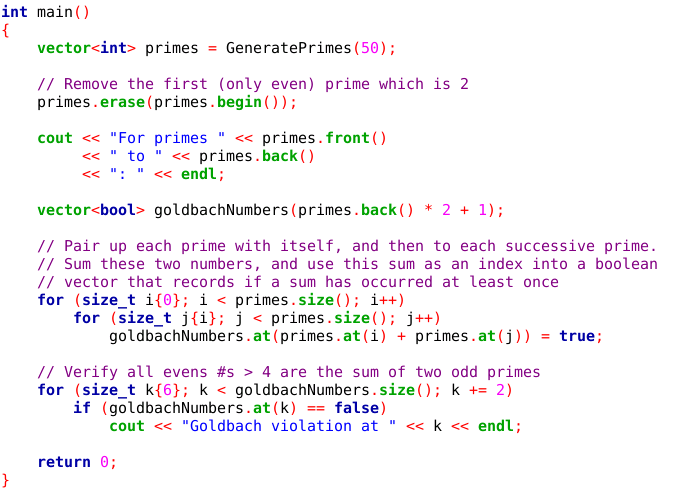 int main()
{
    vector<int> primes = GeneratePrimes(50);

    // Remove the first (only even) prime which is 2
    primes.erase(primes.begin());

    cout << "For primes " << primes.front()
         << " to " << primes.back()
         << ": " << endl;

    vector<bool> goldbachNumbers(primes.back() * 2 + 1);

    // Pair up each prime with itself, and then to each successive prime.
    // Sum these two numbers, and use this sum as an index into a boolean
    // vector that records if a sum has occurred at least once
    for (size_t i{0}; i < primes.size(); i++)
        for (size_t j{i}; j < primes.size(); j++)
            goldbachNumbers.at(primes.at(i) + primes.at(j)) = true;

    // Verify all evens #s > 4 are the sum of two odd primes
    for (size_t k{6}; k < goldbachNumbers.size(); k += 2)
        if (goldbachNumbers.at(k) == false)
            cout << "Goldbach violation at " << k << endl;

    return 0;
}